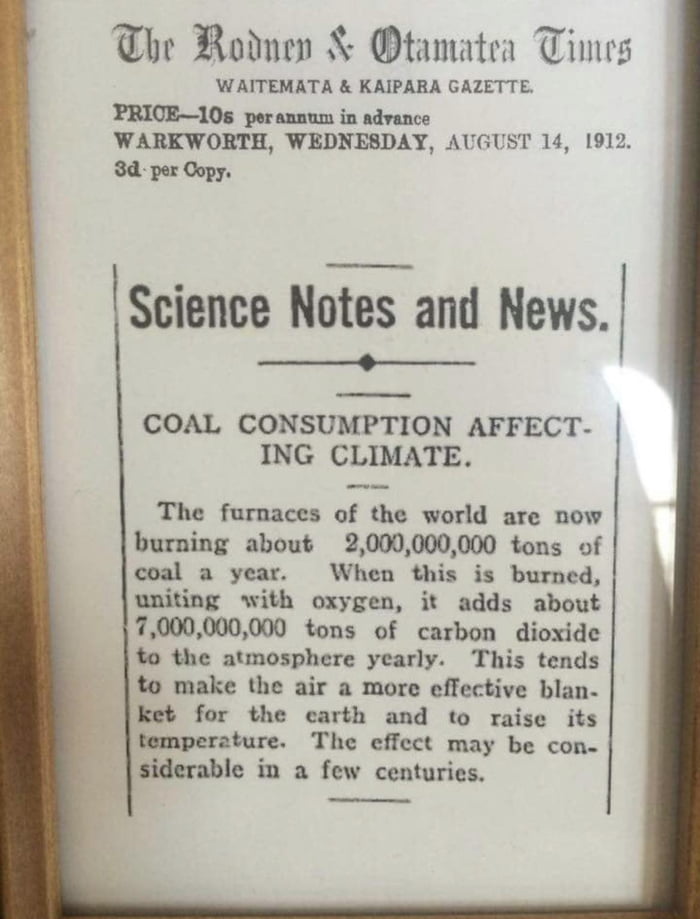 The Rodney & Otamatea Times
WAITEMATA & KAIPARA GAZETTE.
PRICE—10s per annum in advance
WARKWORTH, WEDNESDAY, AUGUST 14, 1912.
3d. per Copy.
Science Notes and News.
COAL CONSUMPTION AFFECT-
ING CLIMATE.
The furnaces of the world are now
burning about 2,000,000,000 tons of
coal a year. When this is burned,
uniting with oxygen, it adds about
7,000,000,000 tons of carbon dioxide
to the atmosphere yearly. This tends
to make the air a more effective blan-
ket for the earth and to raise its
temperature. The effect may be con-
siderable in a few centuries.